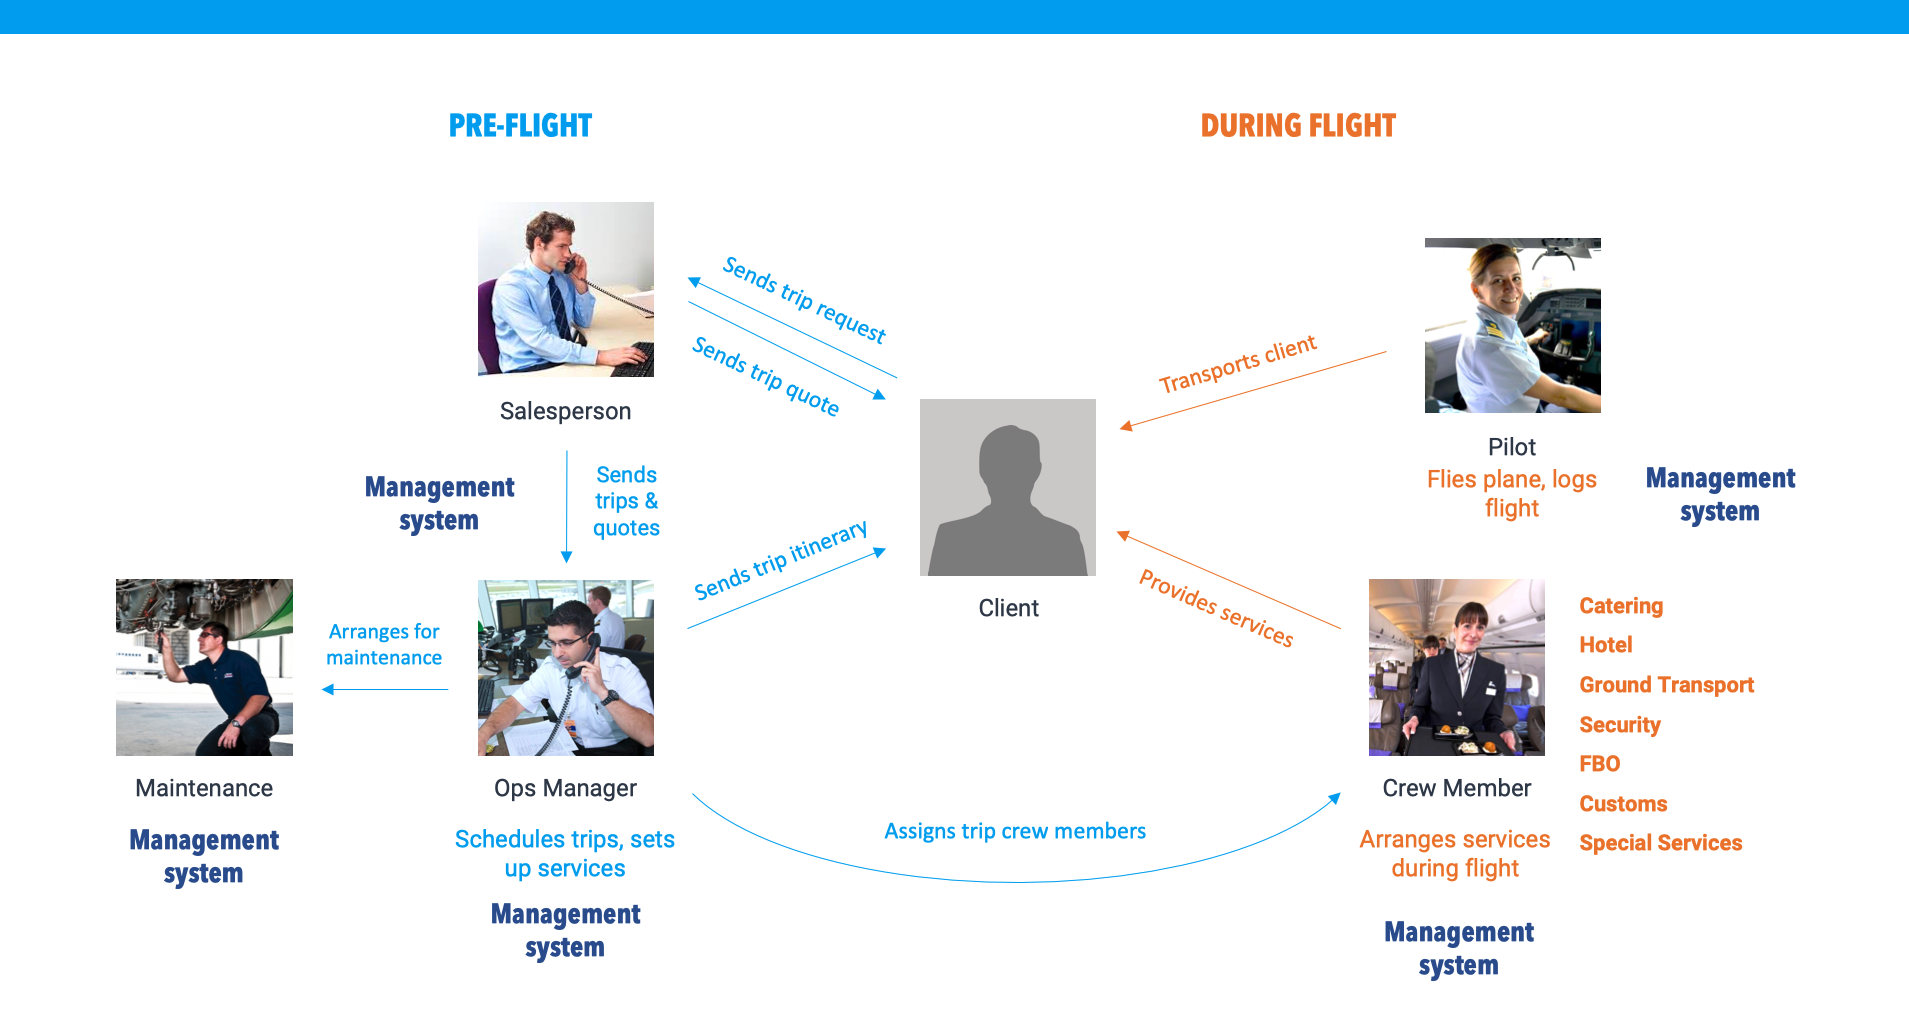 PRE-FLIGHT
DURING FLIGHT
Sends trip request
Sends trip quote
Salesperson
Transports client
Pilot
Flies plane, logs
flight
Management
system
Management
system
Sends
trips &
quotes
Sends trip itinerary
Client
Provides services
Arranges for
maintenance
Catering
Hotel
Ground Transport
Security
FBO
Customs
Special Services
Maintenance
Management
system
Ops Manager
Schedules trips, sets
up services
Management
system
Assigns trip crew members
Crew Member
Arranges services
during flight
Management
system